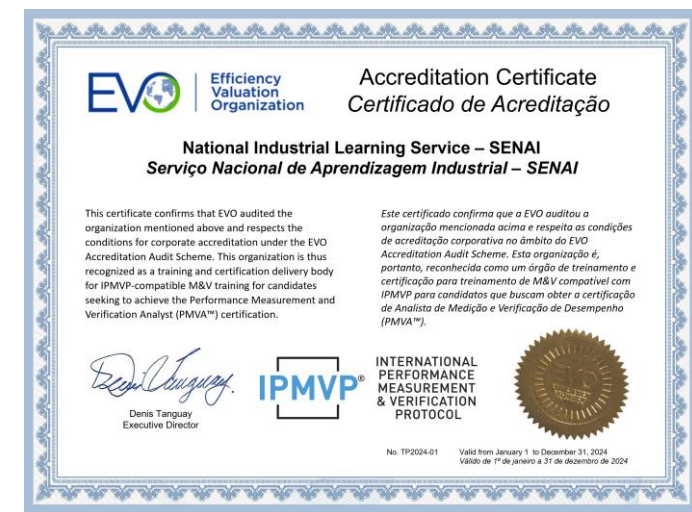 EVO
Efficiency
Valuation
Organization
Accreditation Certificate
Certificado de Acreditação
National Industrial Learning Service – SENAI
Serviço Nacional de Aprendizagem Industrial – SENAI
This certificate confirms that EVO audited the
organization mentioned above and respects the
conditions for corporate accreditation under the EVO
Accreditation Audit Scheme. This organization is thus
recognized as a training and certification delivery body
for IPMVP-compatible M&V training for candidates
seeking to achieve the Performance Measurement and
Verification Analyst (PMVA™) certification.
Este certificado confirma que a EVO auditou a
organização mencionada acima e respeita as condições
de acreditação corporativa no âmbito do EVO
Accreditation Audit Scheme. Esta organização é,
portanto, reconhecida como um órgão de treinamento e
certificação para treinamento de M&V compatível com
IPMVP para candidatos que buscam obter a certificação
de Analista de Medição e Verificação de Desempenho
(PMVA™).
Denis Tanguay
Denis Tanguay
Executive Director
IPMVP®
INTERNATIONAL
PERFORMANCE
MEASUREMENT
& VERIFICATION
PROTOCOL
EVO
No. TP2024-01
Valid from January 1 to December 31, 2024
Válido de 1º de janeiro a 31 de dezembro de 2024